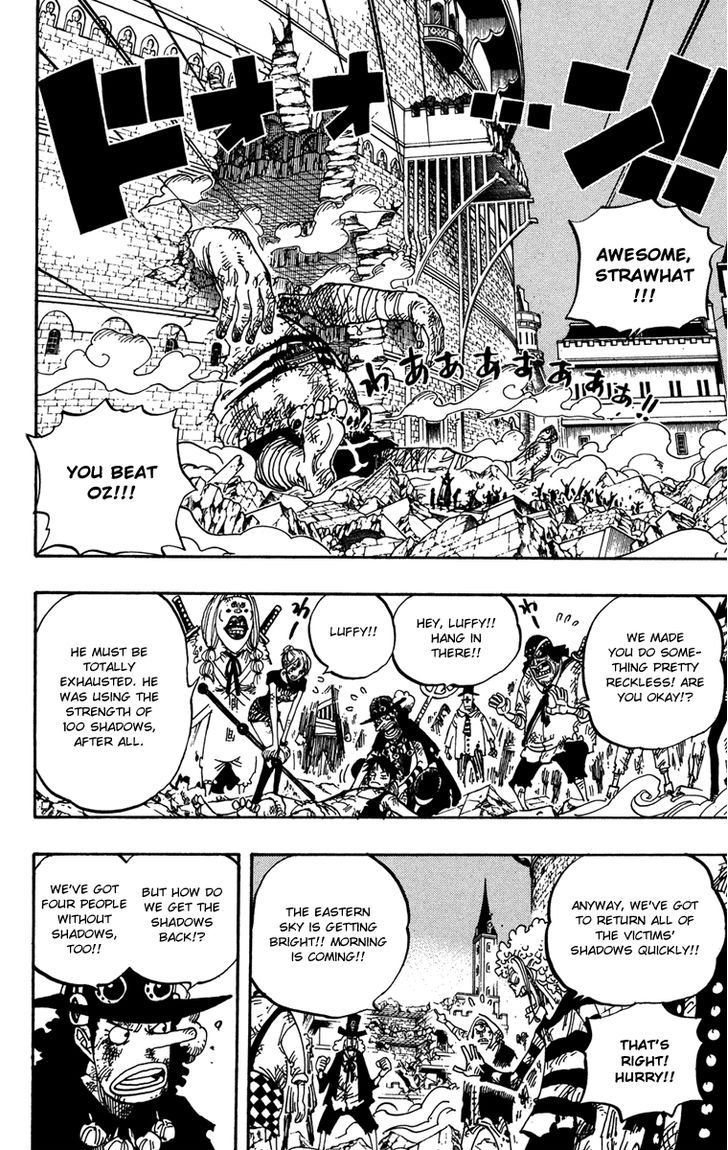 ドオオ...ーン!!
AWESOME,
STRAWHAT
!!!
わあああああああ!!
YOU BEAT
OZ!!!
WE MADE
YOU DO SOME-
THING PRETTY
RECKLESS! ARE
YOU OKAY!?
わ
HEY, LUFFY!!
HANG IN
THERE!!
LUFFY!!
わ
HE MUST BE
TOTALLY
EXHAUSTED. HE
WAS USING THE
STRENGTH OF
100 SHADOWS,
AFTER ALL.
ANYWAY, WE'VE GOT
TO RETURN ALL OF
THE VICTIMS'
SHADOWS QUICKLY!!
THAT'S
RIGHT!
HURRY!!
THE EASTERN
SKY IS GETTING
BRIGHT!! MORNING
IS COMING!!
BUT HOW DO
WE GET THE
SHADOWS
BACK!?
WE'VE GOT
FOUR PEOPLE
WITHOUT
SHADOWS,
TOO!!